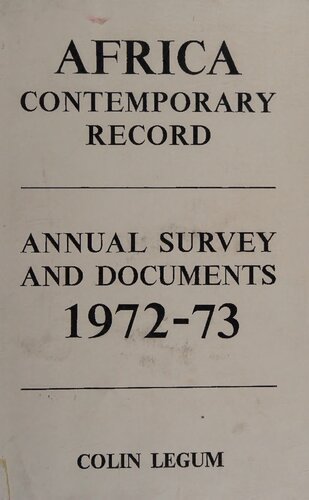 AFRICA
CONTEMPORARY
RECORD
ANNUAL SURVEY
AND DOCUMENTS
1972-73
COLIN LEGUM